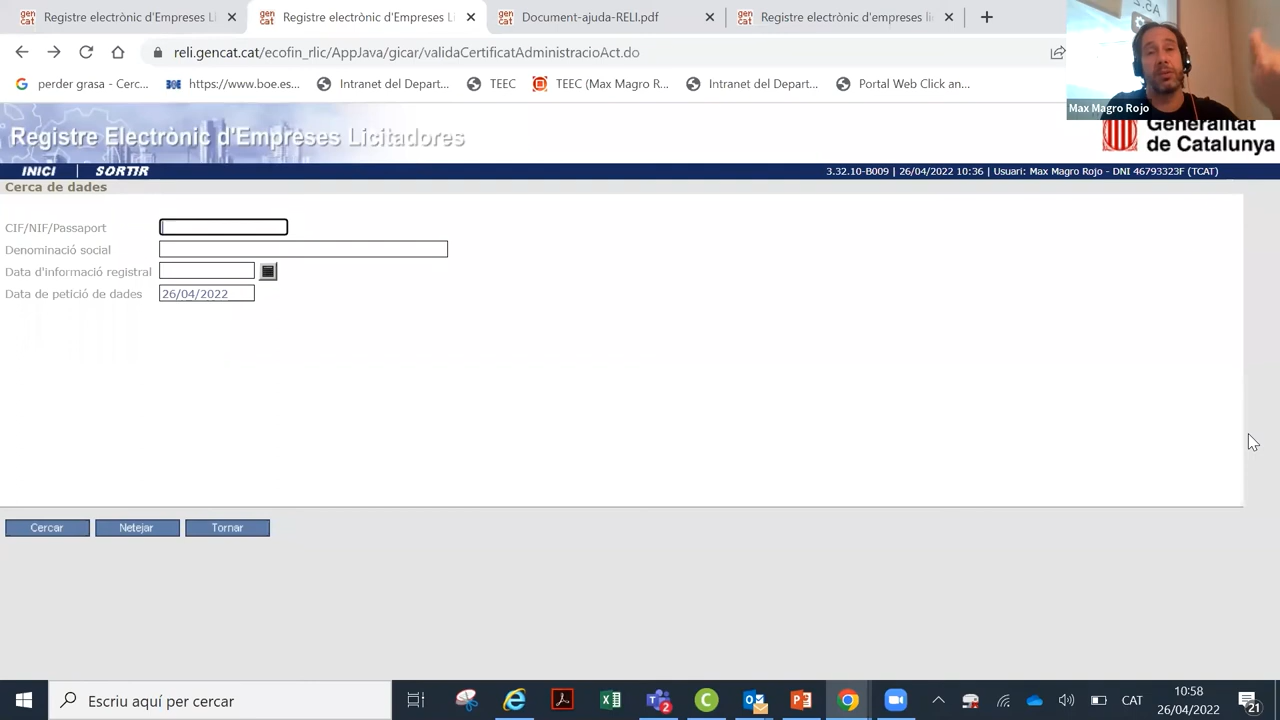 Registre electrònic d'Empreses Li
Registre electrònic d'Empreses Li
Document-ajuda-RELI.pdf
Registre electrònic d'empreses li
reli.gencat.cat/ecofin_rlic/AppJava/gicar/validaCertificatAdministracioAct.do
perder grasa - Cerc...
https://www.boe.es...
Intranet del Depart...
TEEC
TEEC (Max Magro R...
Intranet del Depart...
Portal Web Click an...
Max Magro Rojo
Registre Electrònic d'Empreses Licitadores
Generalitat
de Catalunya
INICI | SORTIR
3.32.10-B009 | 26/04/2022 10:36 | Usuari: Max Magro Rojo - DNI 46793323F (TCAT)
Cerca de dades
CIF/NIF/Passaport
Denominació social
Data d'informació registral
Data de petició de dades 26/04/2022
Cercar Netejar Tornar
Escriu aquí per cercar
2
CAT
10:58
26/04/2022
21